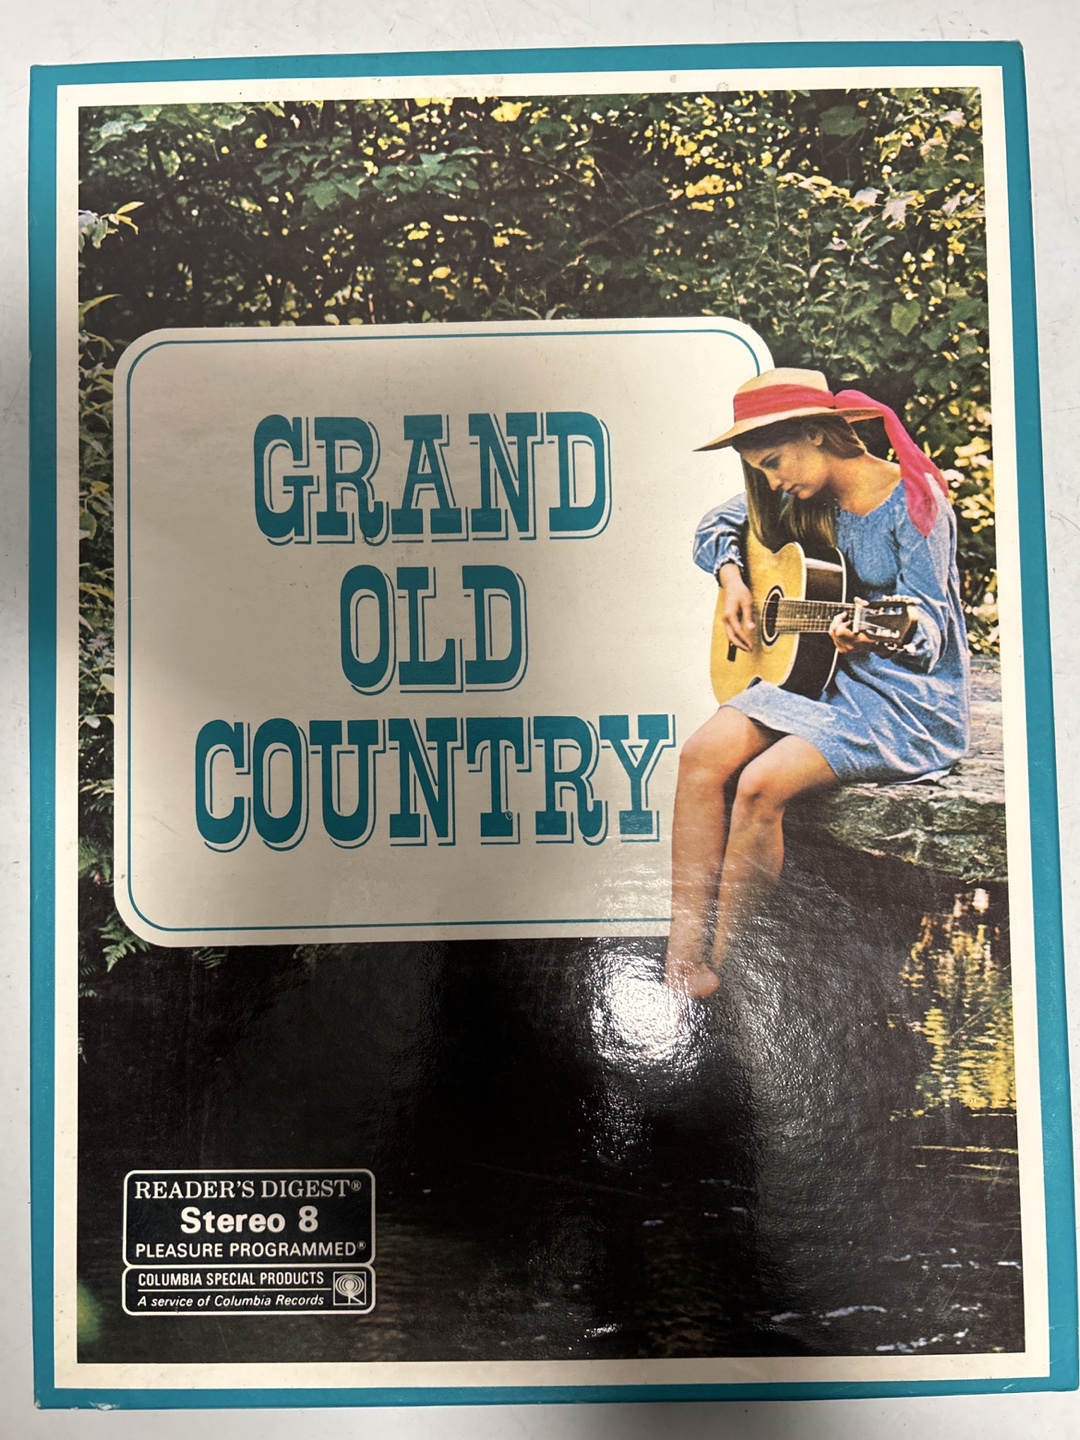 GRAND
OLD
COUNTRY
READER'S DIGEST®
Stereo 8
PLEASURE PROGRAMMED®
COLUMBIA SPECIAL PRODUCTS
A service of Columbia Records